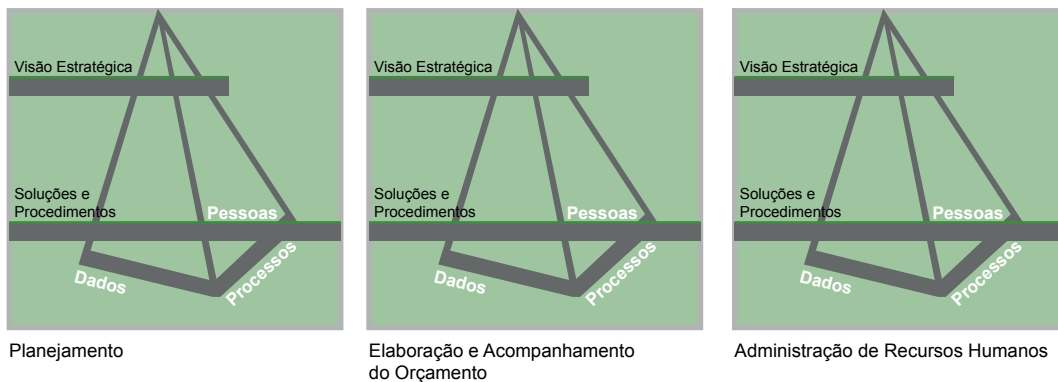 Visão Estratégica
Soluções e
Procedimentos
Pessoas
Dados
Processos
Planejamento
Visão Estratégica
Soluções e
Procedimentos
Pessoas
Dados
Processos
Elaboração e Acompanhamento
do Orçamento
Visão Estratégica
Soluções e
Procedimentos
Pessoas
Dados
Processos
Administração de Recursos Humanos